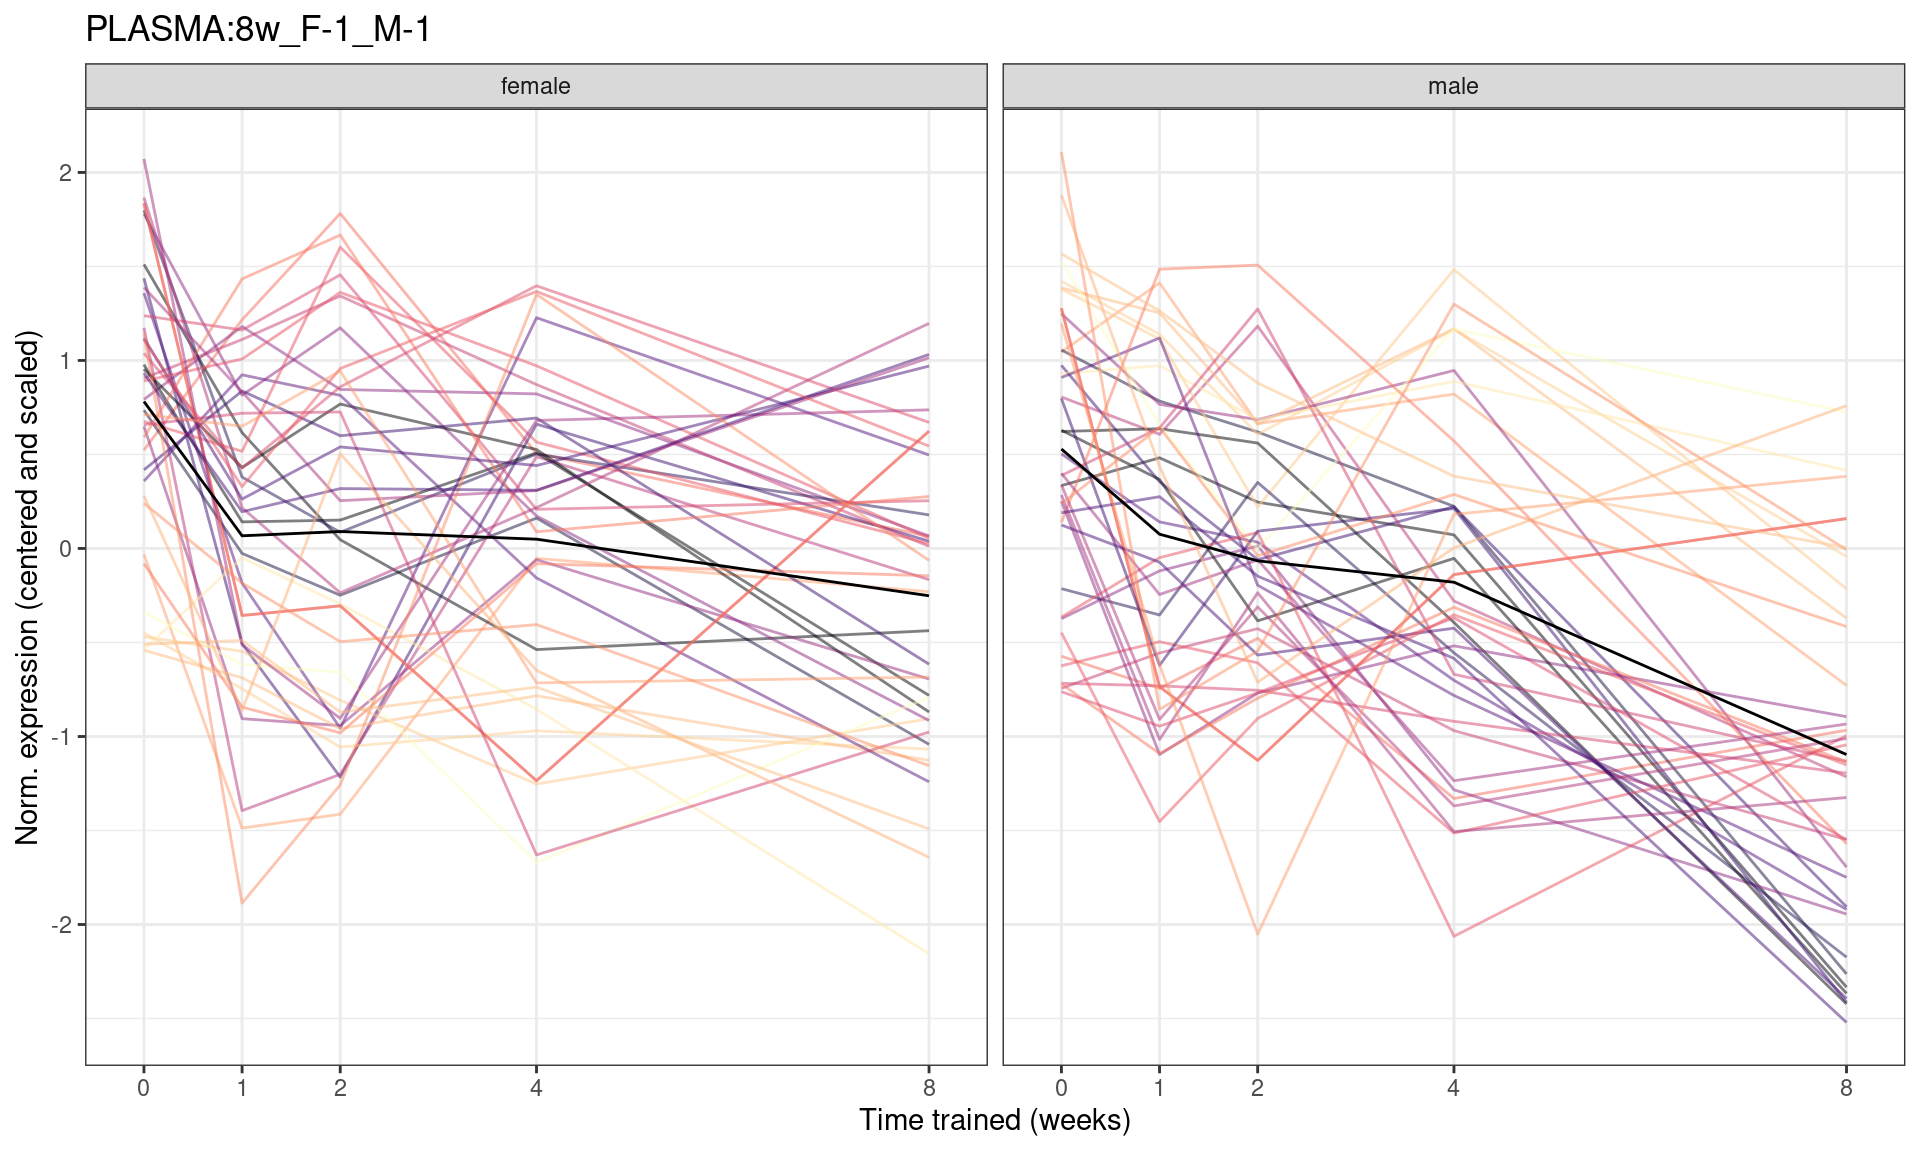 PLASMA:8w_F-1_M-1
female
male
Norm. expression (centered and scaled)
2
1
0
-1
-2
0 1 2 4 8
0 1 2 4 8
Time trained (weeks)